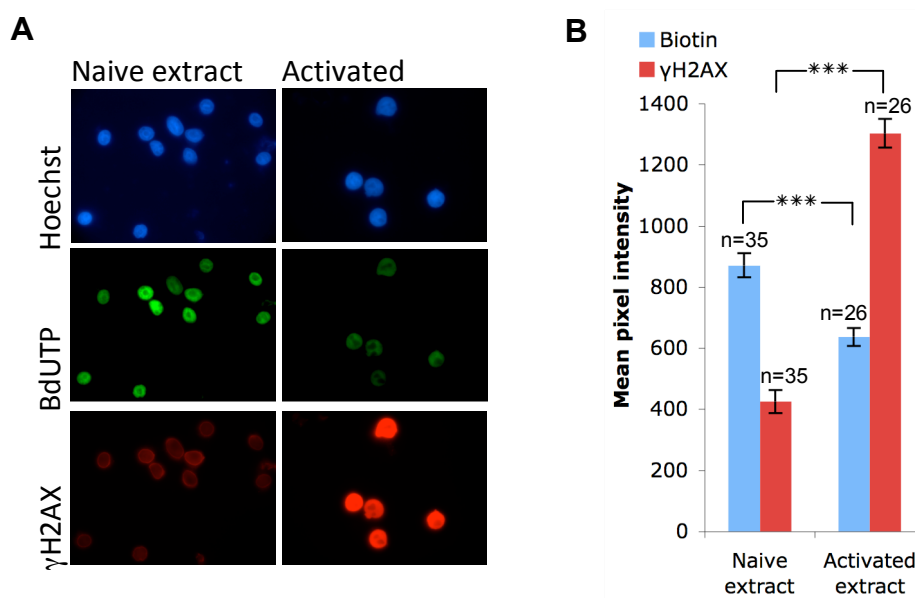 A
Naive extract Activated
Hoechst
BdUTP
γH2AX
B
Biotin
γH2AX
Mean pixel intensity
1400
1200
1000
800
600
400
200
0
***
***
n=35
n=35
n=26
n=26
Naive
extract
Activated
extract